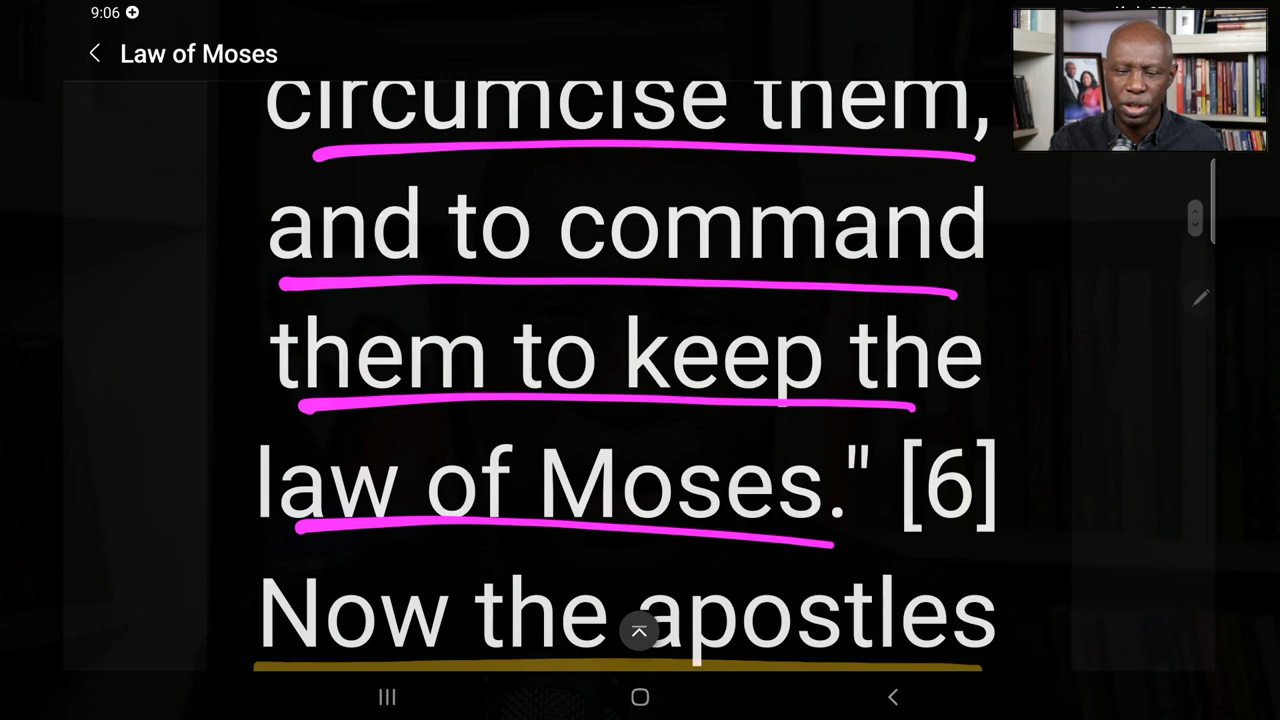 9:06
Law of Moses
circumcise them,
and to command
them to keep the
law of Moses." [6]
Now the apostles